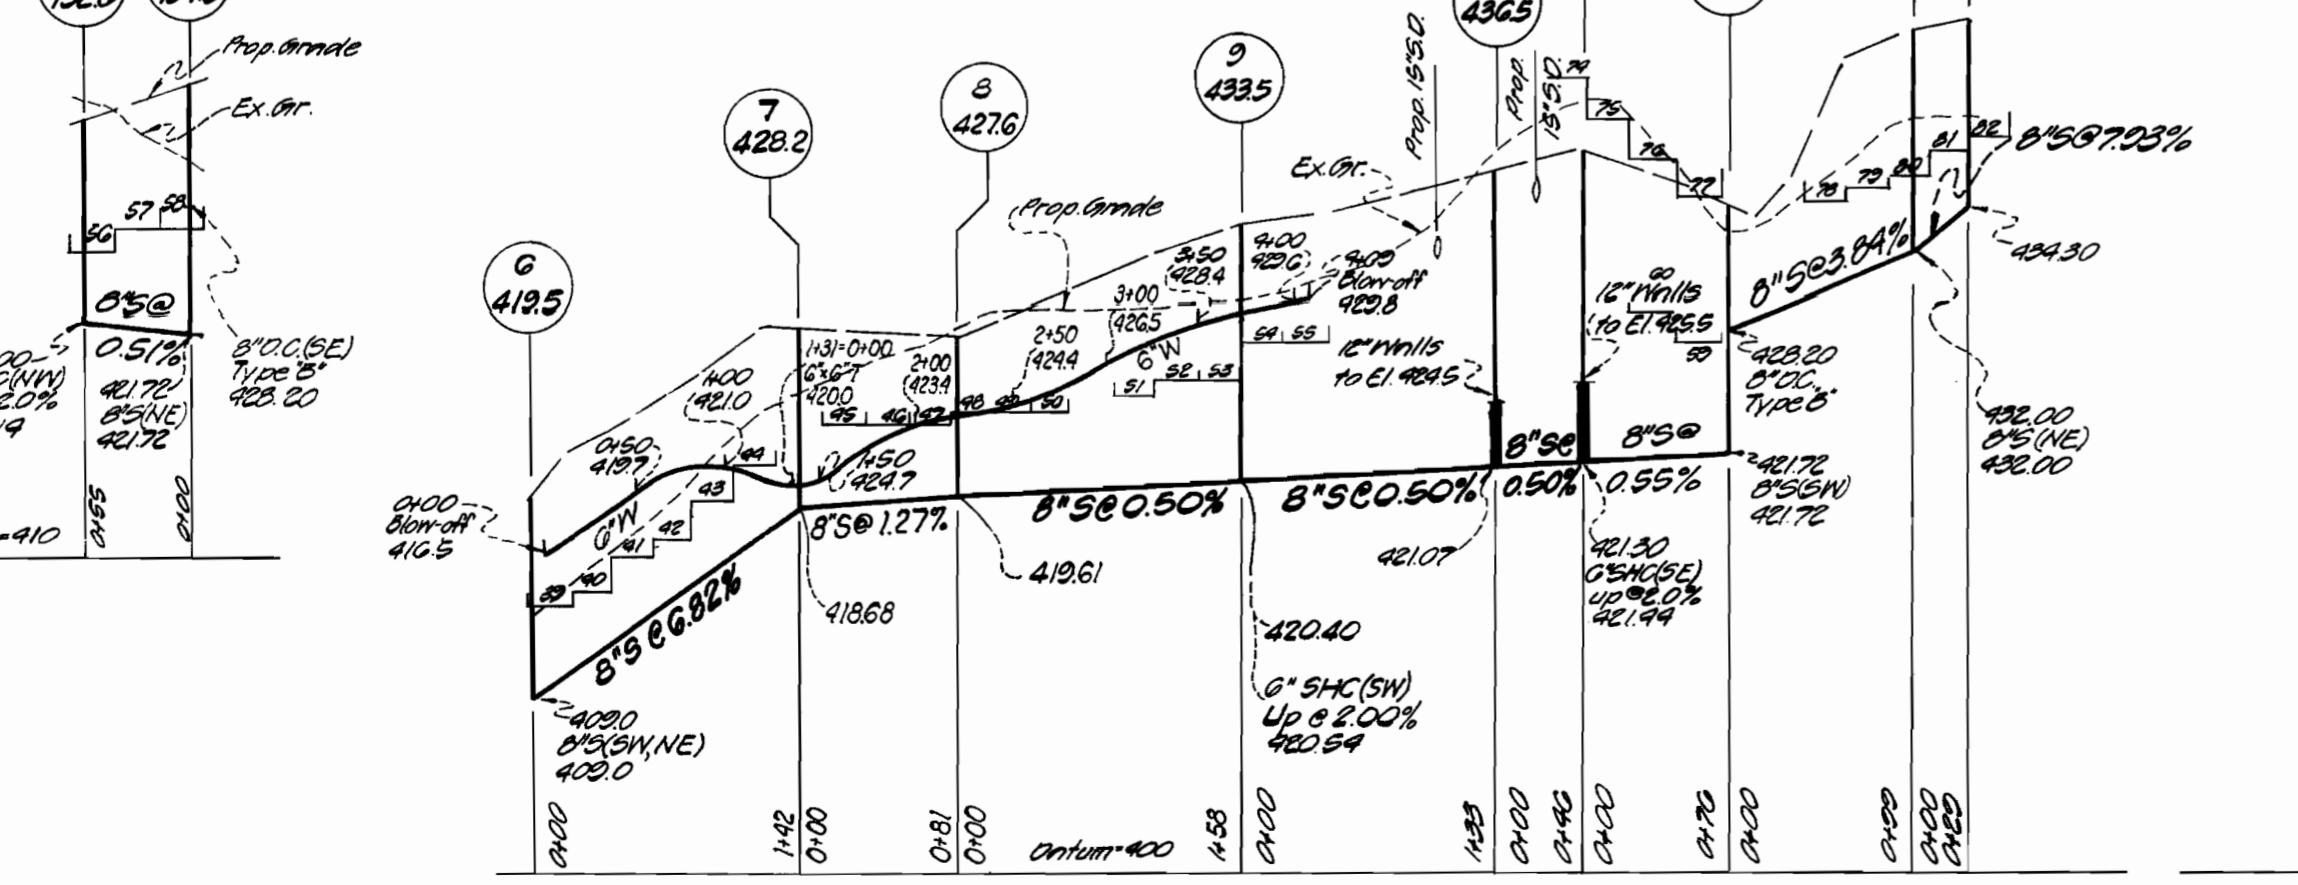 Prop. Grade
Ex. Gr.
56
57
58
8"S@
0.51%
421.72
8"S(NE)
421.72
8"D.C.(SE)
Type "B"
428.20
0+55
0+00
=410
6
419.5
7
428.2
8
427.6
9
433.5
436.5
Prop. 15"S.D.
Prop.
15"S.D.
Ex. Gr.
Prop. Grade
0+00
Blow-off
416.5
0+50
419.7
1+00
421.0
1+31=0+00
6"x6"T
420.0
1+50
424.7
2+00
423.4
2+50
424.4
3+00
426.5
3+50
428.4
4+00
429.6
4+09
Blow-off
429.8
6"W
6"W
39
40
41
42
43
44
45
46
47
48
49
50
51
52
53
54
55
12"Walls
to El. 424.5
60
12"Walls
to El. 425.5
59
74
75
76
77
78
79
80
81
82
8"S@7.93%
8"S@3.84%
434.30
432.00
8"S(NE)
432.00
428.20
8"D.C.
Type "B"
8"S@6.82%
8"S@1.27%
8"S@0.50%
8"S@0.50%
8"S@
0.50%
8"S@
0.55%
421.72
8"S(SW)
421.72
409.0
8"S(SW,NE)
409.0
418.68
419.61
420.40
6" SHC(SW)
Up @ 2.00%
420.54
421.07
421.30
6"SHC(SE)
up @2.0%
421.44
0+00
1+42
0+00
0+81
0+00
Datum=400
1+58
0+00
1+33
0+00
0+46
0+00
0+76
0+00
0+99
0+00
0+29